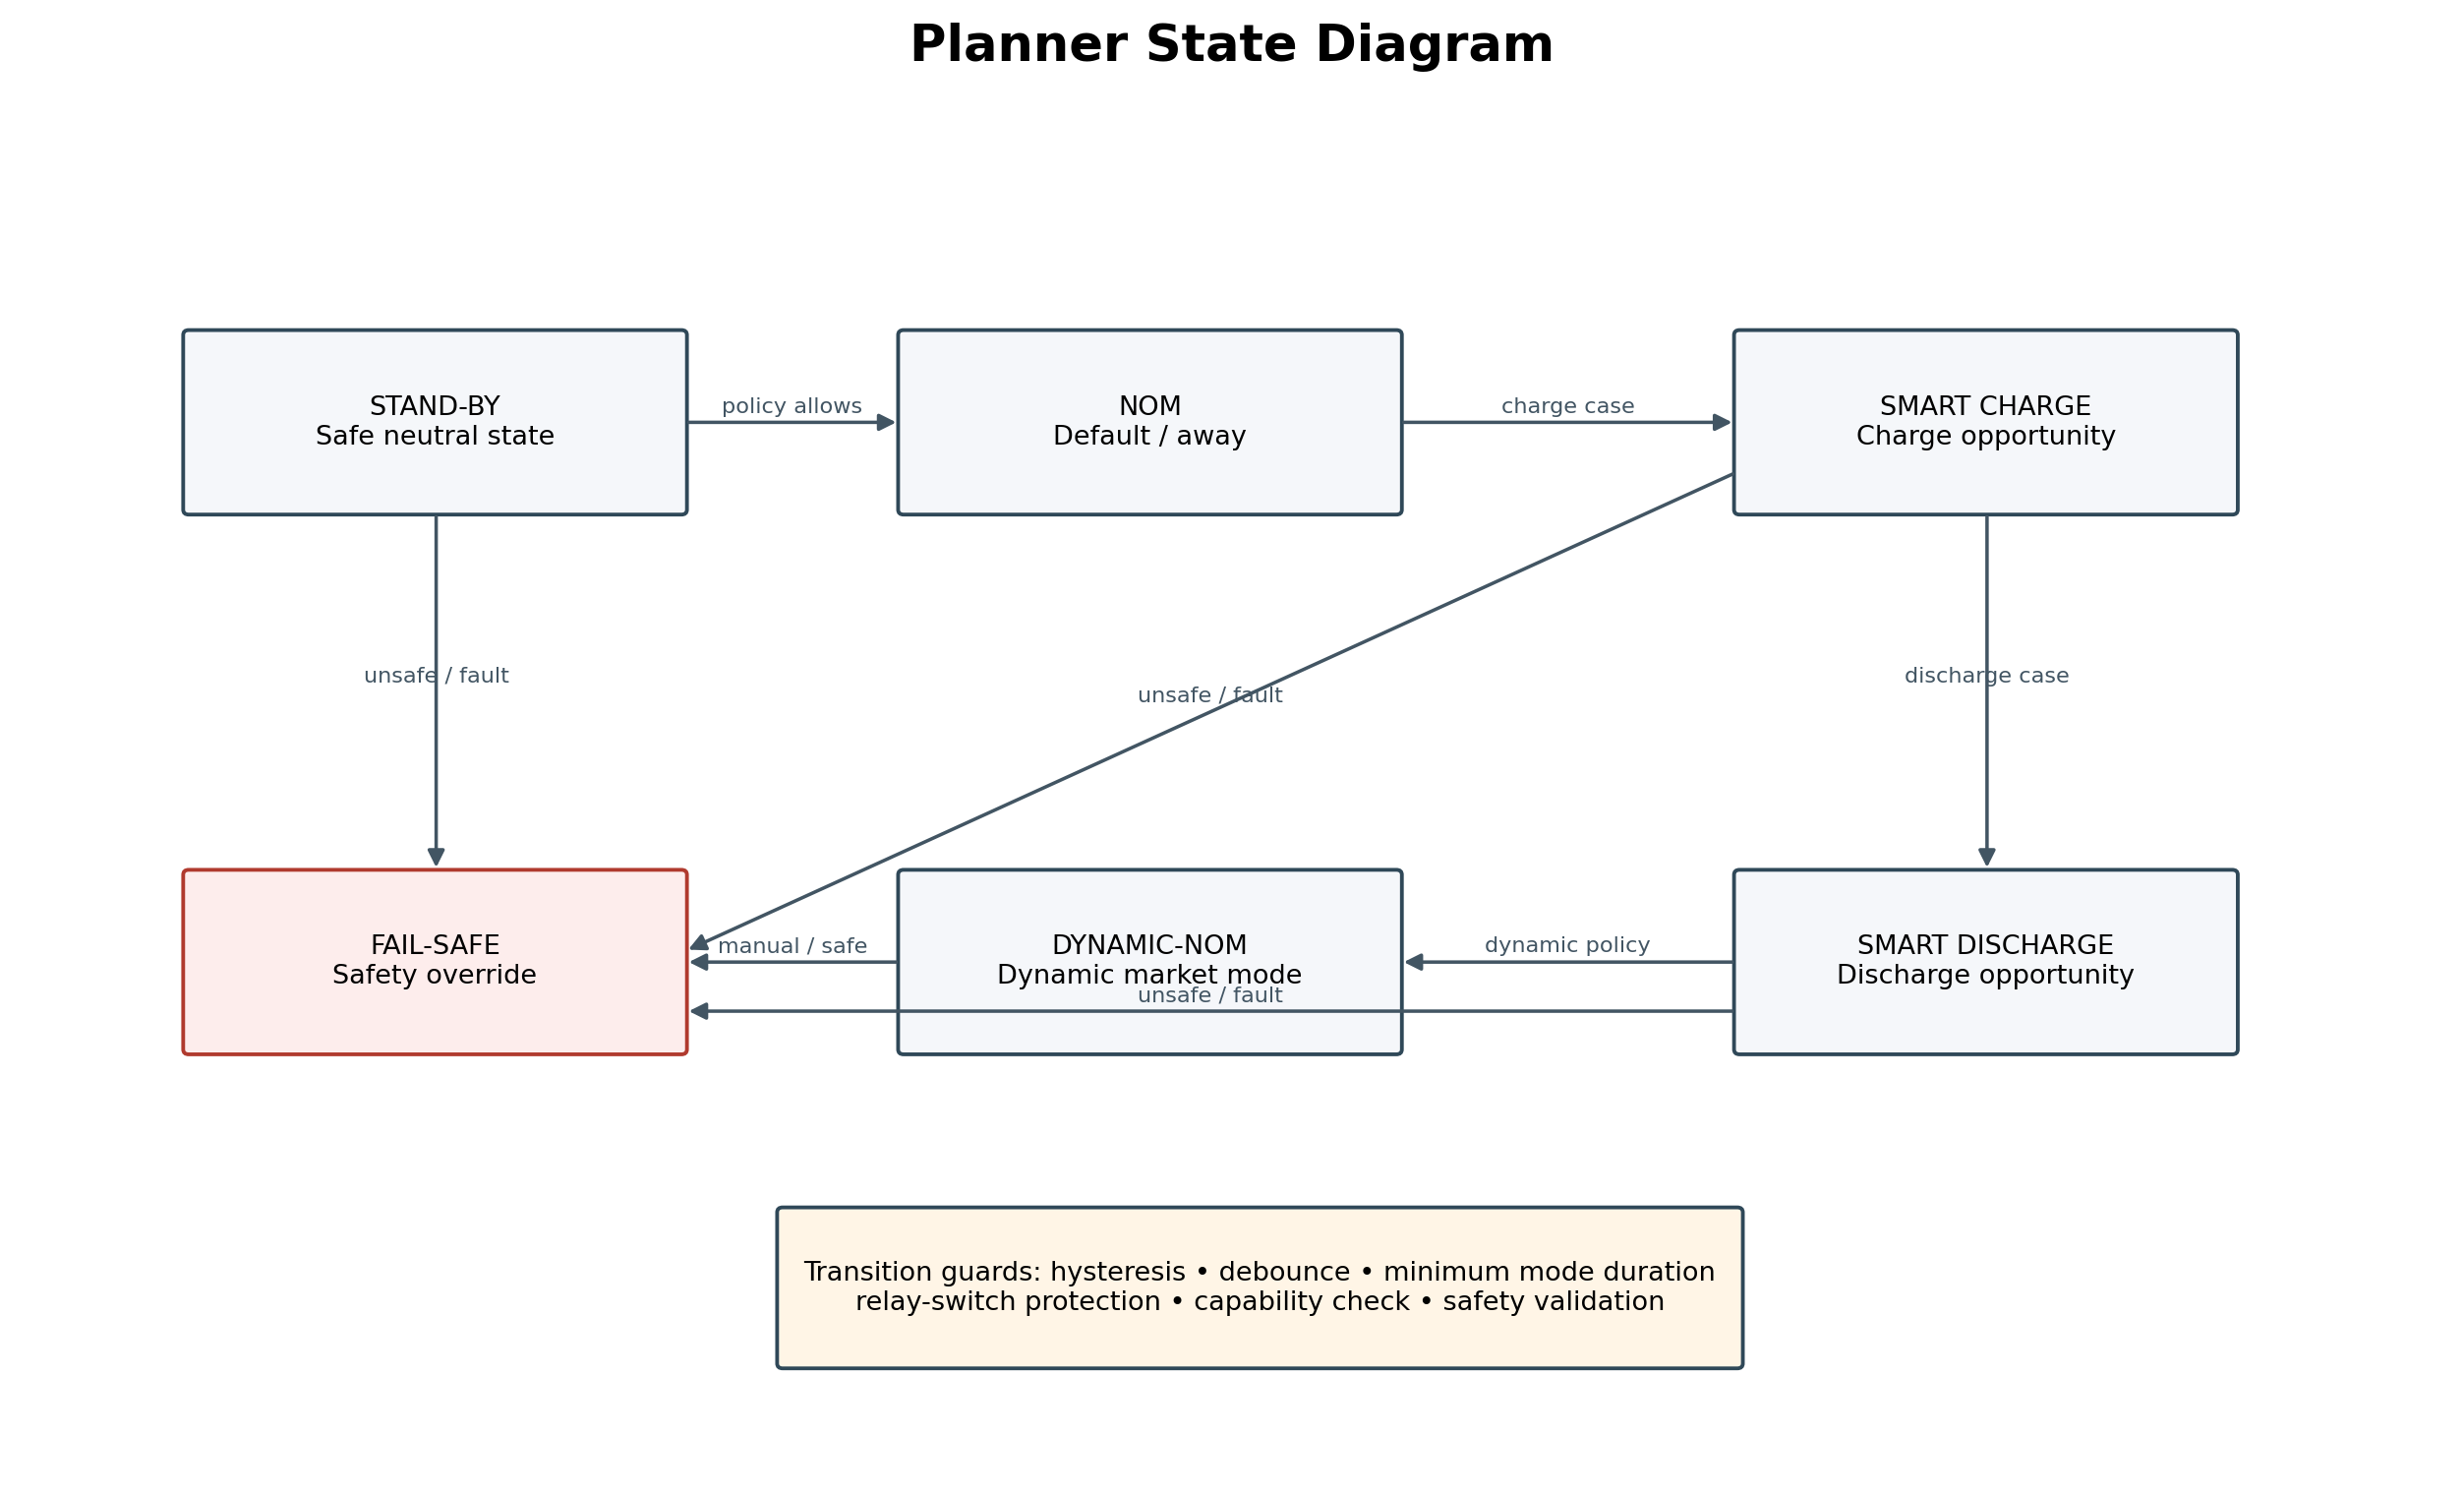 Planner State Diagram
STAND-BY
Safe neutral state
policy allows
NOM
Default / away
charge case
SMART CHARGE
Charge opportunity
unsafe / fault
unsafe / fault
discharge case
FAIL-SAFE
Safety override
manual / safe
DYNAMIC-NOM
Dynamic market mode
unsafe / fault
dynamic policy
SMART DISCHARGE
Discharge opportunity
Transition guards: hysteresis • debounce • minimum mode duration
relay-switch protection • capability check • safety validation